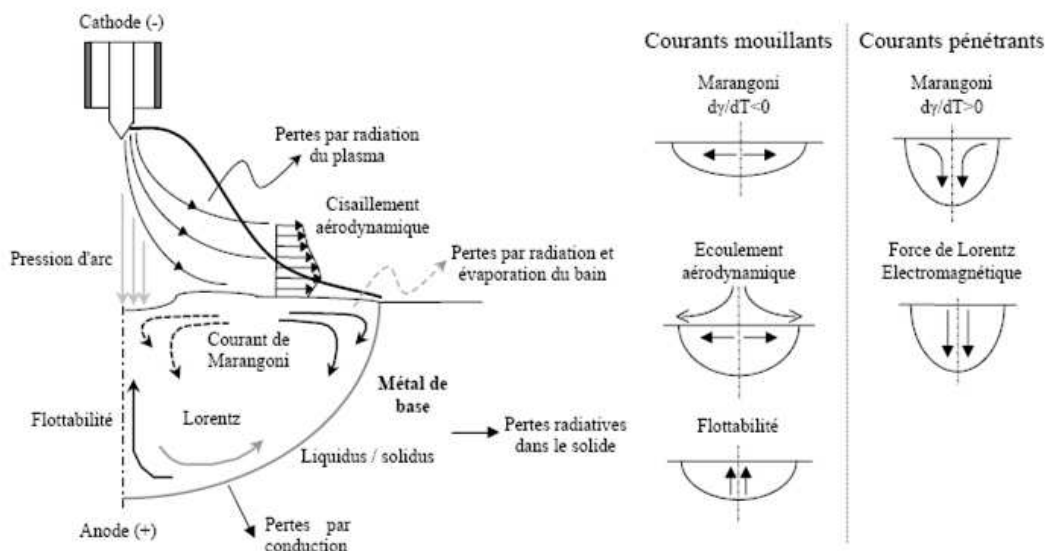 Cathode (-)
Pertes par radiation
du plasma
Cisaillement
aérodynamique
Pression d'arc
Pertes par radiation et
évaporation du bain
Courant de
Marangoni
Métal de
base
Flottabilité
Lorentz
Pertes radiatives
dans le solide
Liquidus / solidus
Anode (+)
Pertes par
conduction
Courants mouillants
Marangoni
dγ/dT<0
Ecoulement
aérodynamique
Flottabilité
Courants pénétrants
Marangoni
dγ/dT>0
Force de Lorentz
Electromagnétique